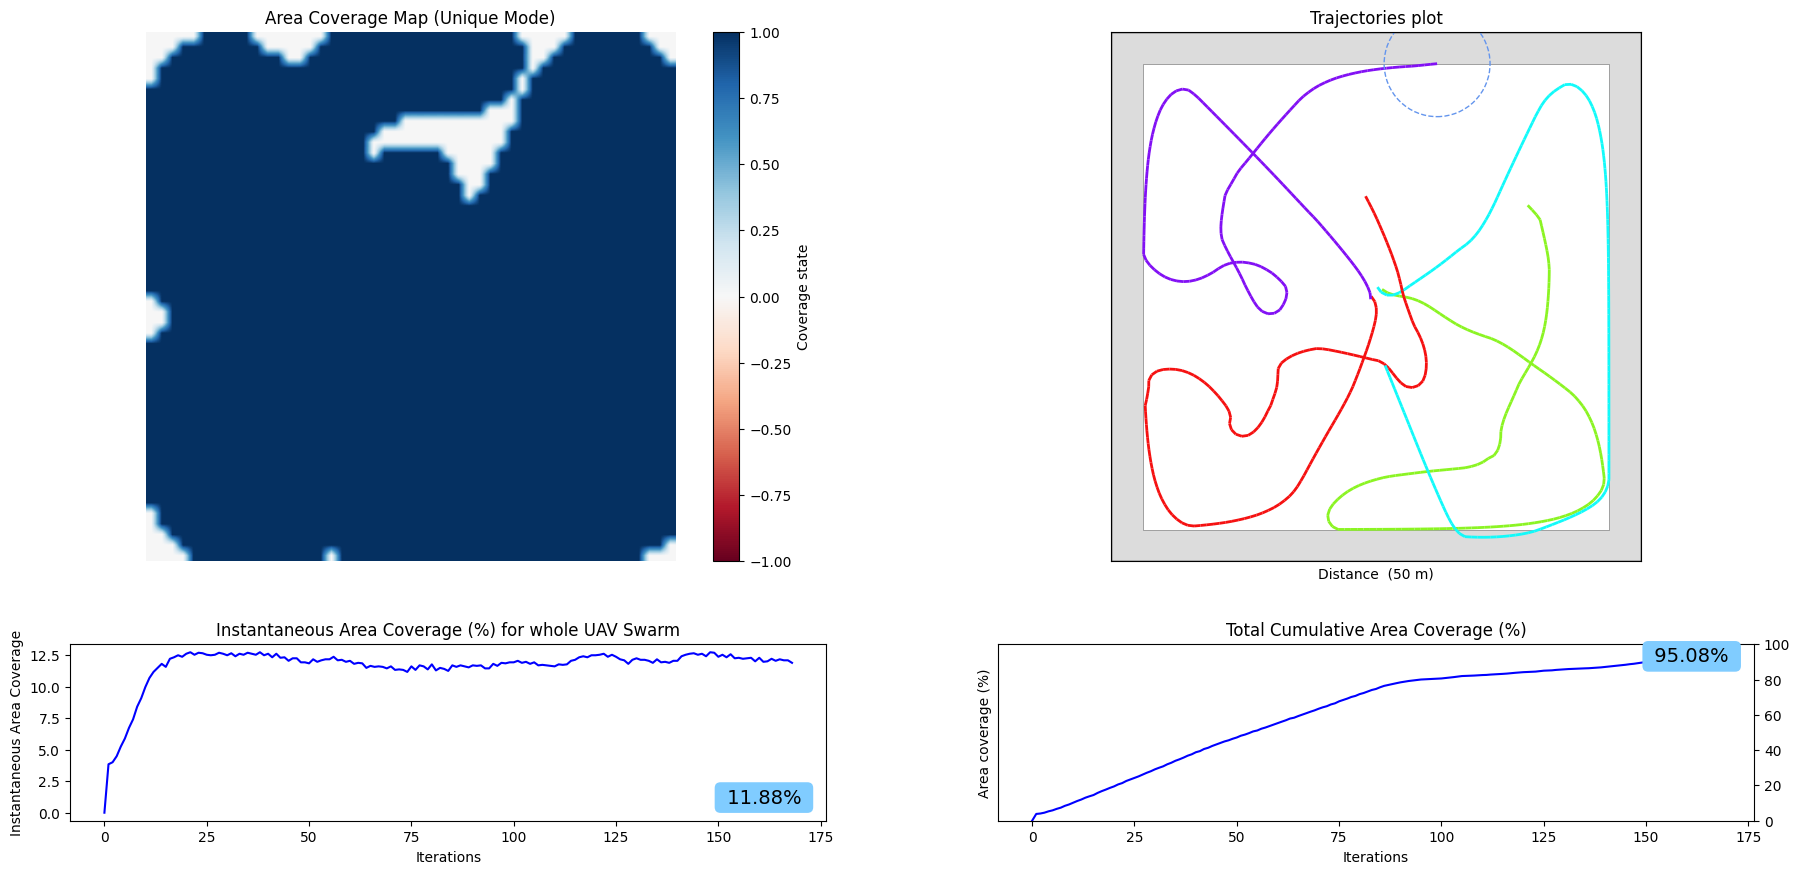 Area Coverage Map (Unique Mode)
1.00
0.75
0.50
0.25
0.00
−0.25
−0.50
−0.75
−1.00
Coverage state
Trajectories plot
Distance  (50 m)
Instantaneous Area Coverage (%) for whole UAV Swarm
Instantaneous Area Coverage
12.5
10.0
7.5
5.0
2.5
0.0
11.88%
0 25 50 75 100 125 150 175
Iterations
Total Cumulative Area Coverage (%)
Area coverage (%)
95.08%
100
80
60
40
20
0
0 25 50 75 100 125 150 175
Iterations